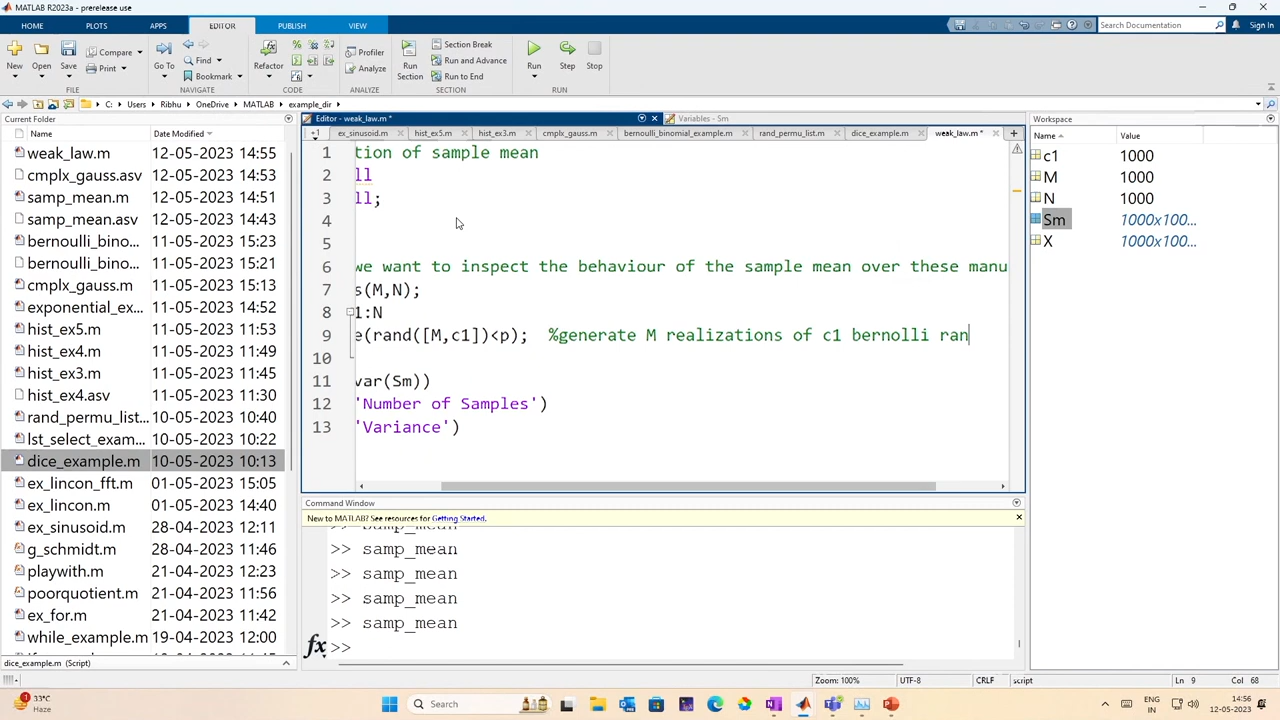 MATLAB R2023a - prerelease use
HOME PLOTS APPS EDITOR PUBLISH VIEW
Search Documentation
Sign In
New Open Save
Compare
Print
Go To
Find
Bookmark
Refactor
Profiler
Analyze
Run Section
Section Break
Run and Advance
Run to End
Run Step Stop
FILE NAVIGATE CODE ANALYZE SECTION RUN
C: Users Ribhu OneDrive MATLAB example_dir
Current Folder
Name Date Modified
weak_law.m 12-05-2023 14:55
cmplx_gauss.asv 12-05-2023 14:53
samp_mean.m 12-05-2023 14:51
samp_mean.asv 12-05-2023 14:43
bernoulli_bino... 11-05-2023 15:23
bernoulli_bino... 11-05-2023 15:21
cmplx_gauss.m 11-05-2023 15:13
exponential_ex... 11-05-2023 14:52
hist_ex5.m 11-05-2023 11:53
hist_ex4.m 11-05-2023 11:49
hist_ex3.m 11-05-2023 11:46
hist_ex4.asv 11-05-2023 11:30
rand_permu_list... 10-05-2023 10:40
lst_select_exam... 10-05-2023 10:22
dice_example.m 10-05-2023 10:13
ex_lincon_fft.m 01-05-2023 15:05
ex_lincon.m 01-05-2023 14:40
ex_sinusoid.m 28-04-2023 12:11
g_schmidt.m 28-04-2023 11:46
playwith.m 21-04-2023 12:23
poorquotient.m 21-04-2023 11:56
ex_for.m 21-04-2023 11:42
while_example.m 19-04-2023 12:00
dice_example.m (Script)
Editor - weak_law.m * Variables - Sm
+1 ex_sinusoid.m hist_ex5.m hist_ex3.m cmplx_gauss.m bernoulli_binomial_example.m rand_permu_list.m dice_example.m weak_law.m *
1 tion of sample mean
2 ll
3 ll;
4
5
6 we want to inspect the behaviour of the sample mean over these manu
7 s(M,N);
8 1:N
9 e(rand([M,c1])<p); %generate M realizations of c1 bernolli ran
10
11 var(Sm))
12 'Number of Samples')
13 'Variance')
Command Window
New to MATLAB? See resources for Getting Started.
>> samp_mean
>> samp_mean
>> samp_mean
>> samp_mean
>> samp_mean
fx >>
Workspace
Name Value
c1 1000
M 1000
N 1000
Sm 1000x100...
X 1000x100...
Zoom: 100% UTF-8 CRLF script Ln 9 Col 68
33°C
Haze
Search
ENG
IN
14:56
12-05-2023